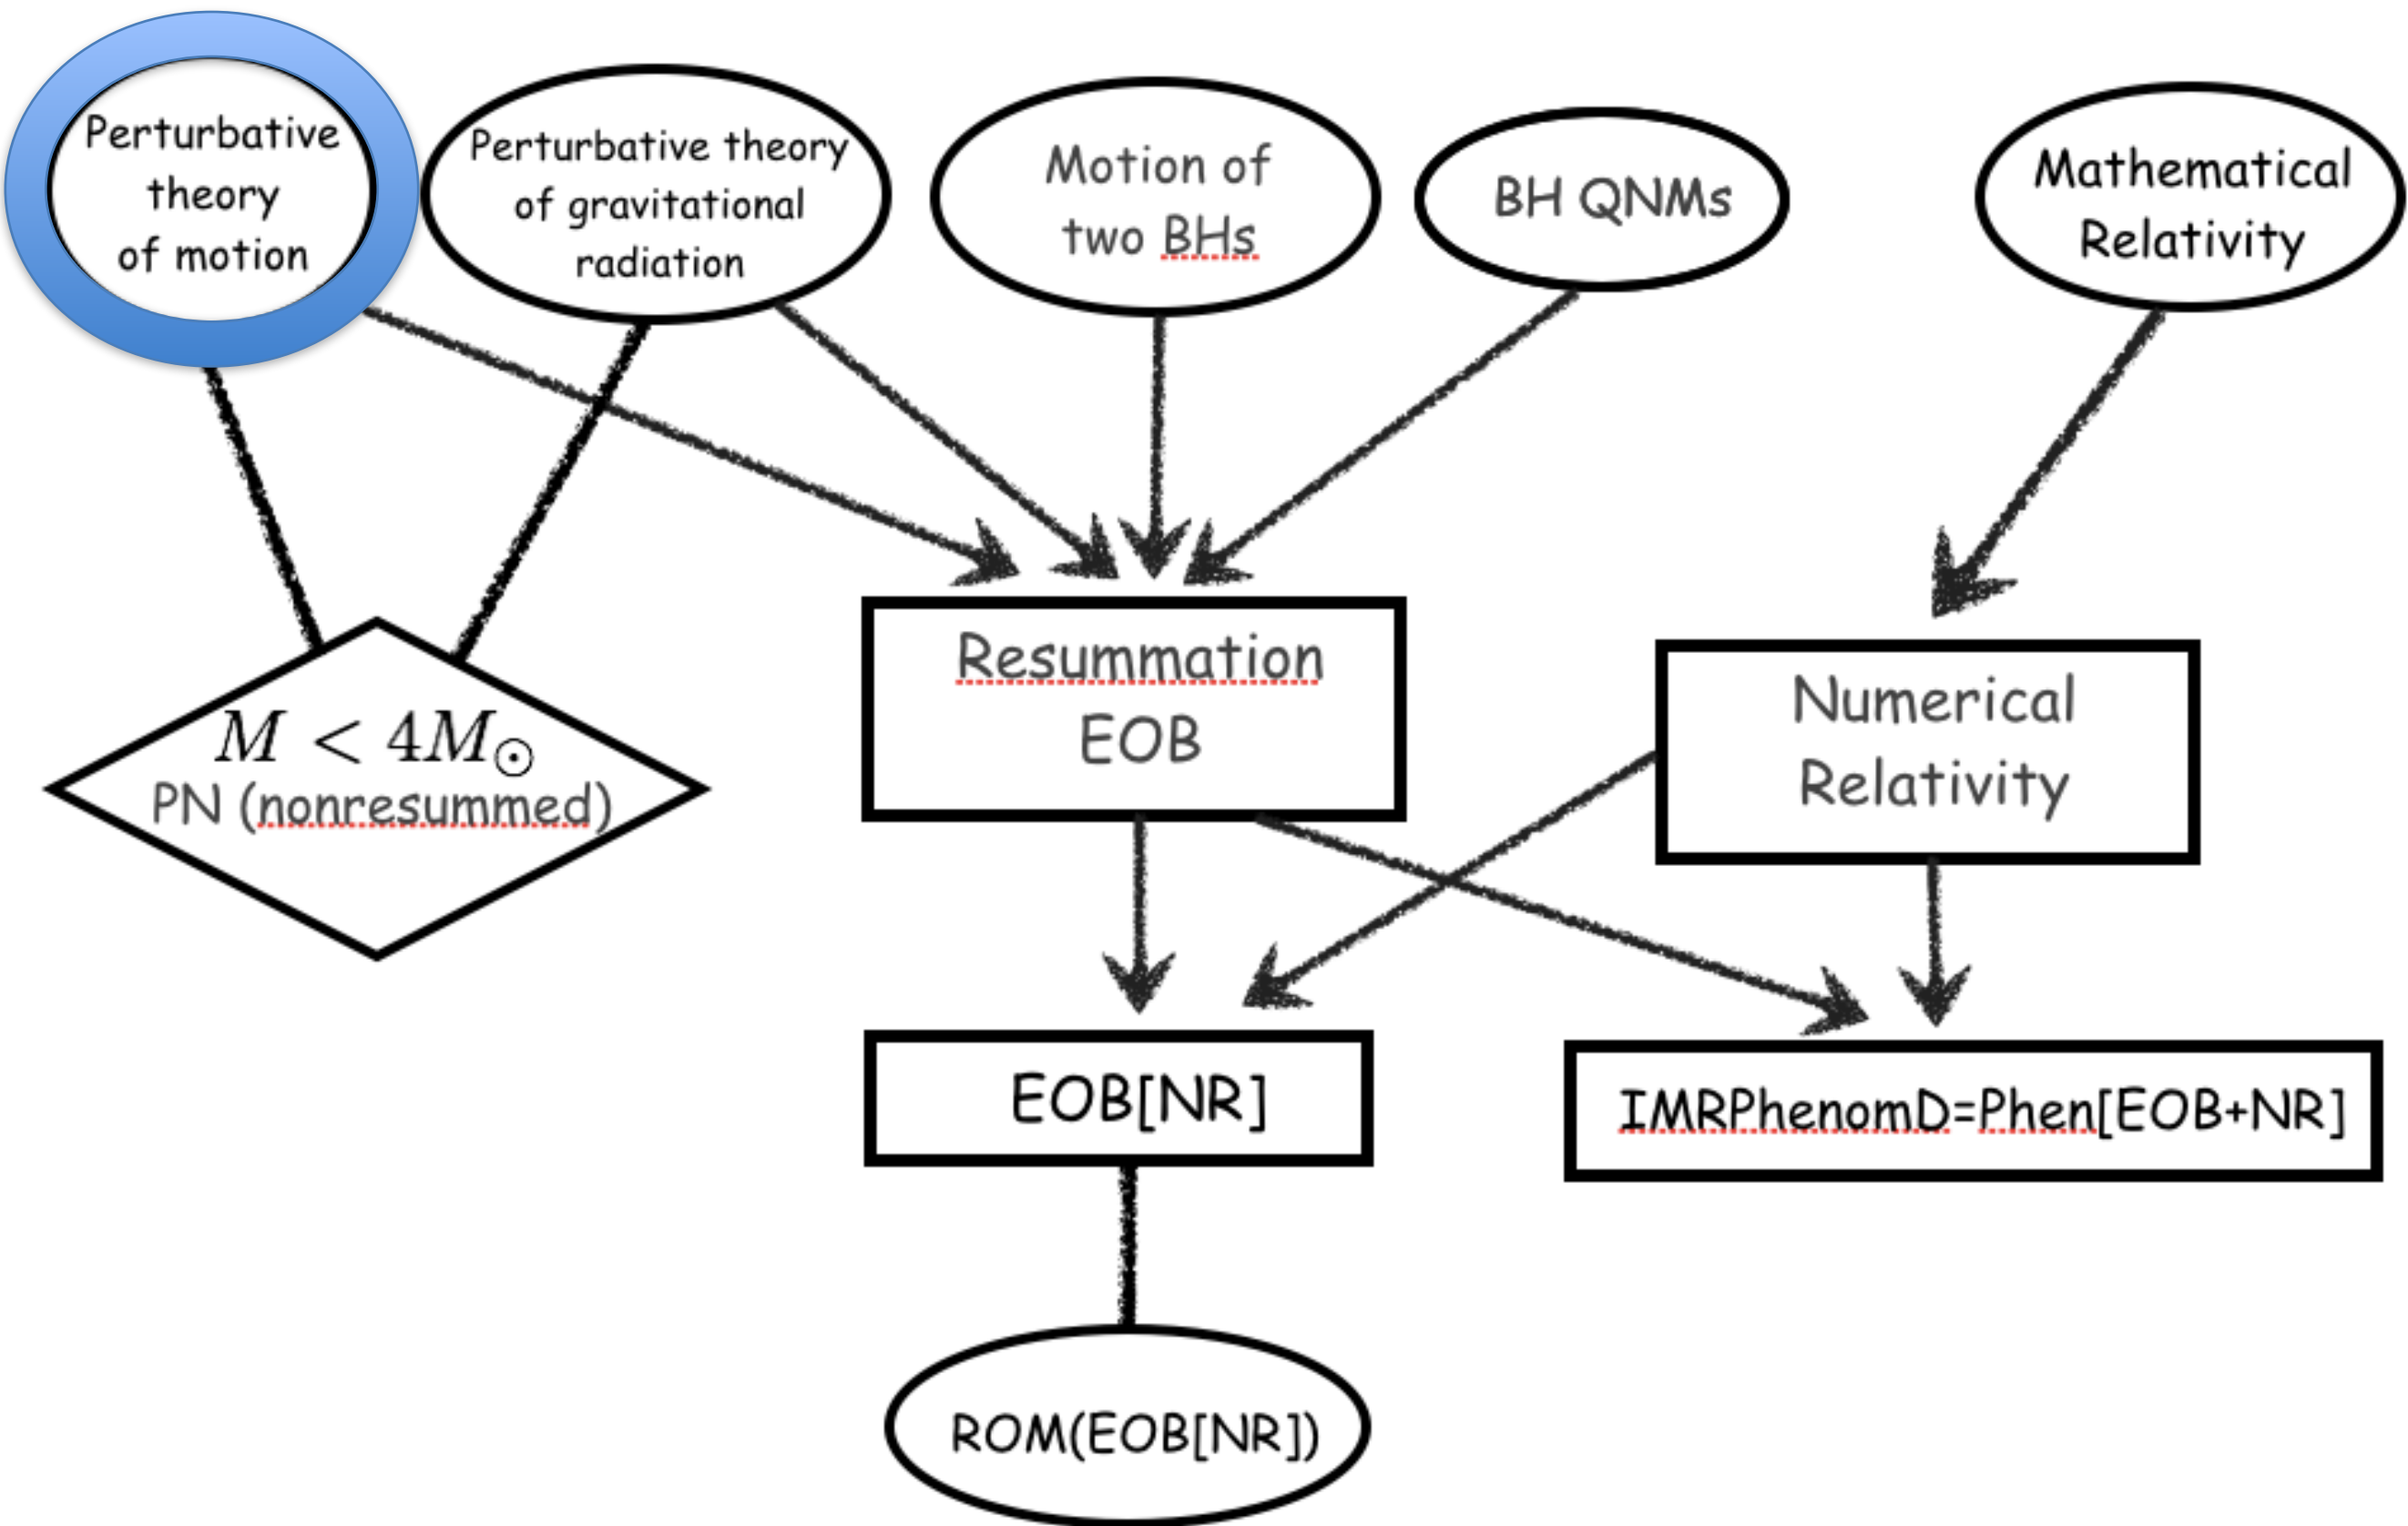 Perturbative
theory
of motion
Perturbative theory
of gravitational
radiation
Motion of
two BHs
BH QNMs
Mathematical
Relativity
M < 4M☉
PN (nonresummed)
Resummation
EOB
Numerical
Relativity
EOB[NR]
IMRPhenomD=Phen[EOB+NR]
ROM(EOB[NR])